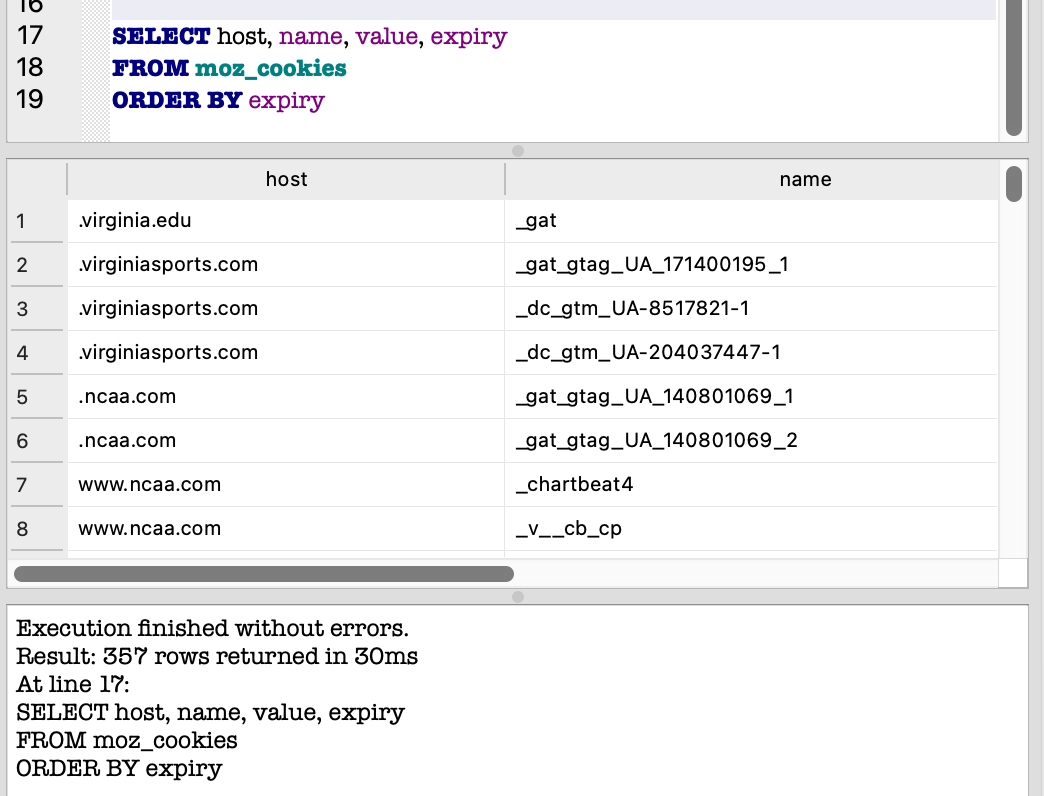 16
17 SELECT host, name, value, expiry
18 FROM moz_cookies
19 ORDER BY expiry
host name
1 .virginia.edu _gat
2 .virginiasports.com _gat_gtag_UA_171400195_1
3 .virginiasports.com _dc_gtm_UA-8517821-1
4 .virginiasports.com _dc_gtm_UA-204037447-1
5 .ncaa.com _gat_gtag_UA_140801069_1
6 .ncaa.com _gat_gtag_UA_140801069_2
7 www.ncaa.com _chartbeat4
8 www.ncaa.com _v__cb_cp
Execution finished without errors.
Result: 357 rows returned in 30ms
At line 17:
SELECT host, name, value, expiry
FROM moz_cookies
ORDER BY expiry